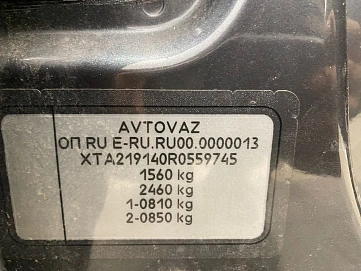 AVTOVAZ
ОП RU E-RU.RU00.0000013
XTA219140R0559745
1560 kg
2460 kg
1-0810 kg
2-0850 kg